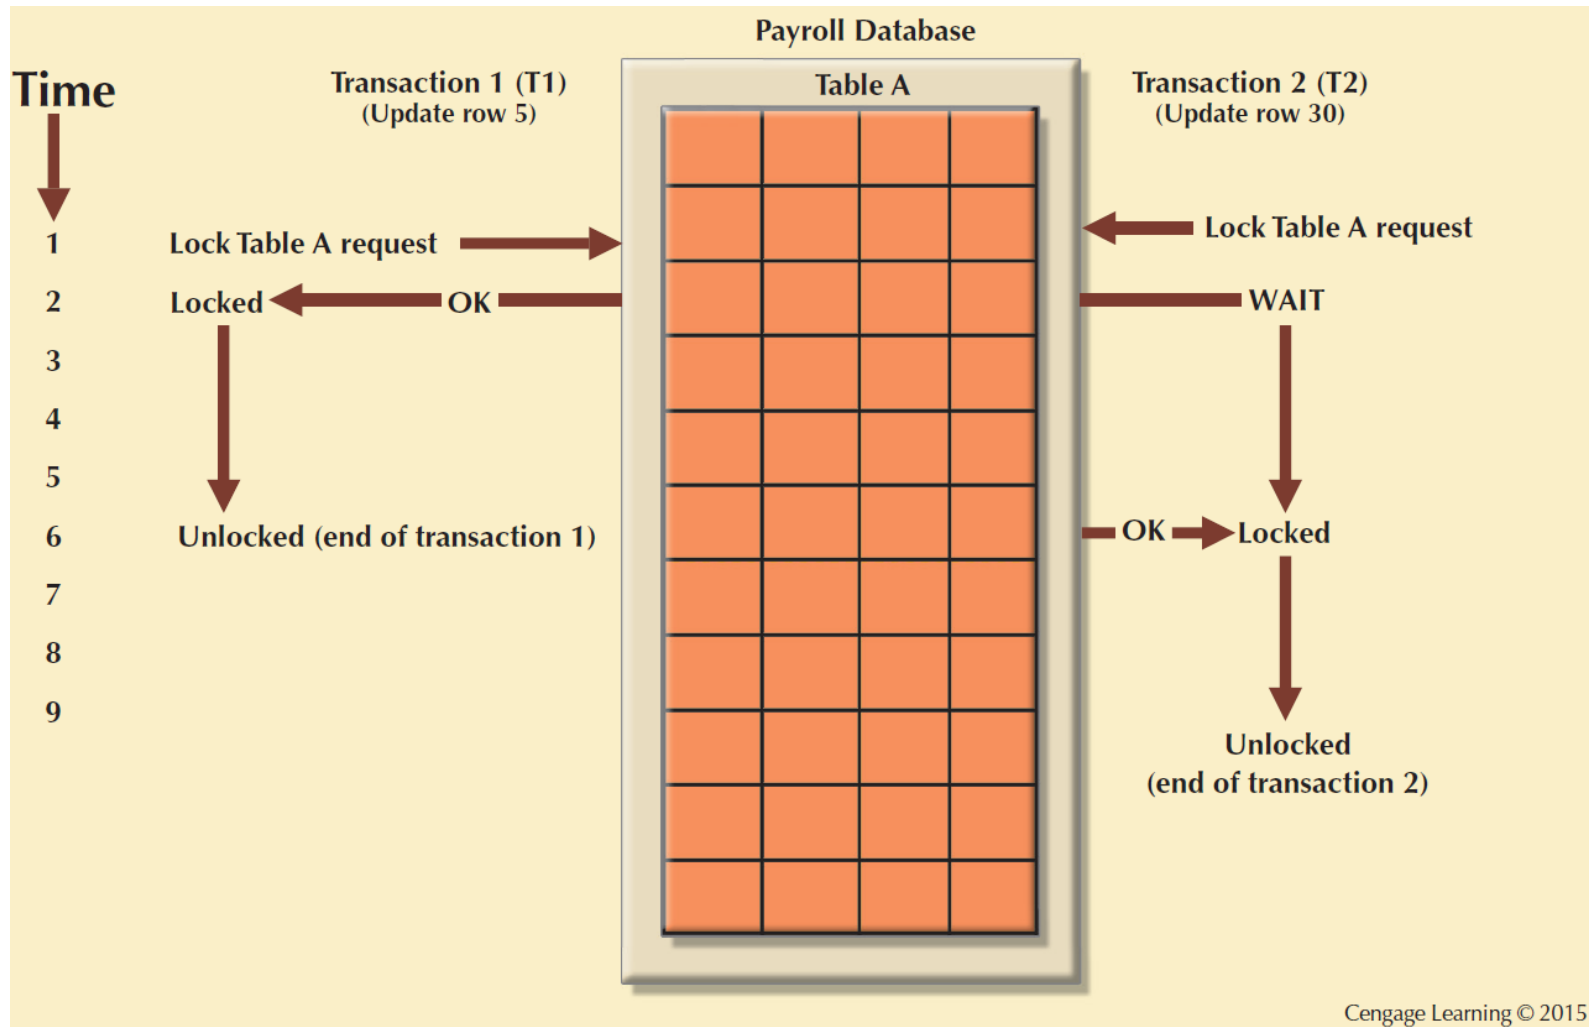 Payroll Database
Time
Transaction 1 (T1)
(Update row 5)
Table A
Transaction 2 (T2)
(Update row 30)
1
Lock Table A request
Lock Table A request
2
Locked
OK
WAIT
3
4
5
6
Unlocked (end of transaction 1)
OK
Locked
7
8
9
Unlocked
(end of transaction 2)
Cengage Learning © 2015